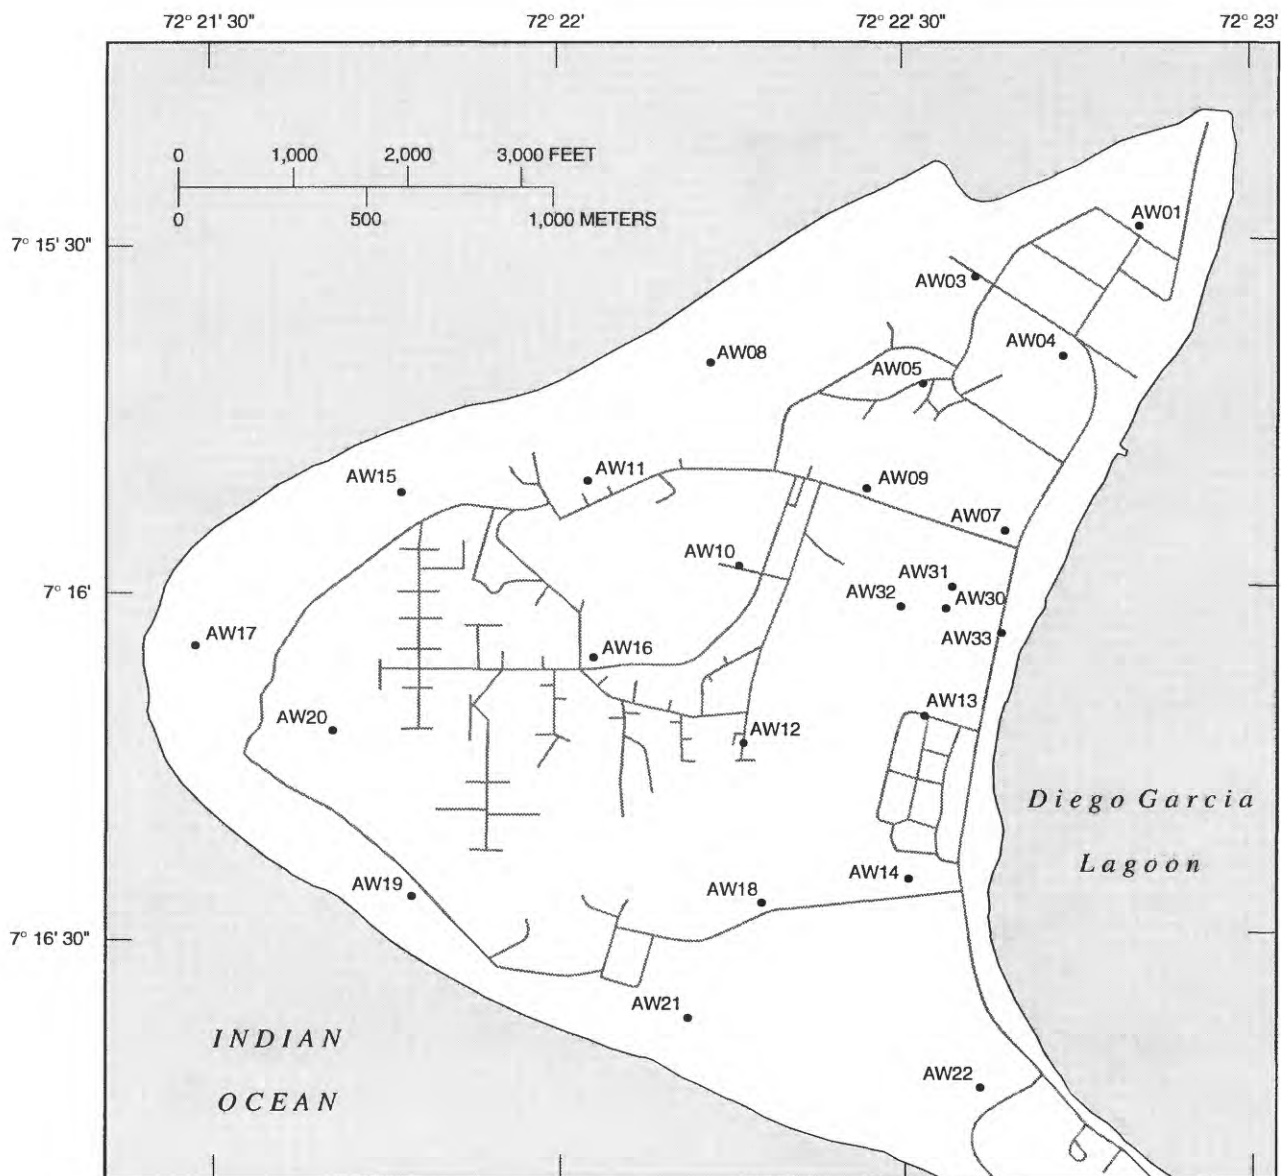 72° 21' 30"
72° 22'
72° 22' 30"
72° 23'
0 1,000 2,000 3,000 FEET
0 500 1,000 METERS
7° 15' 30"
AW01
AW03
AW04
AW08
AW05
AW15
AW11
AW09
AW07
AW10
AW31
7° 16'
AW32
AW30
AW17
AW16
AW33
AW20
AW13
AW12
Diego Garcia
Lagoon
AW19
AW18
AW14
7° 16' 30"
AW21
INDIAN
OCEAN
AW22